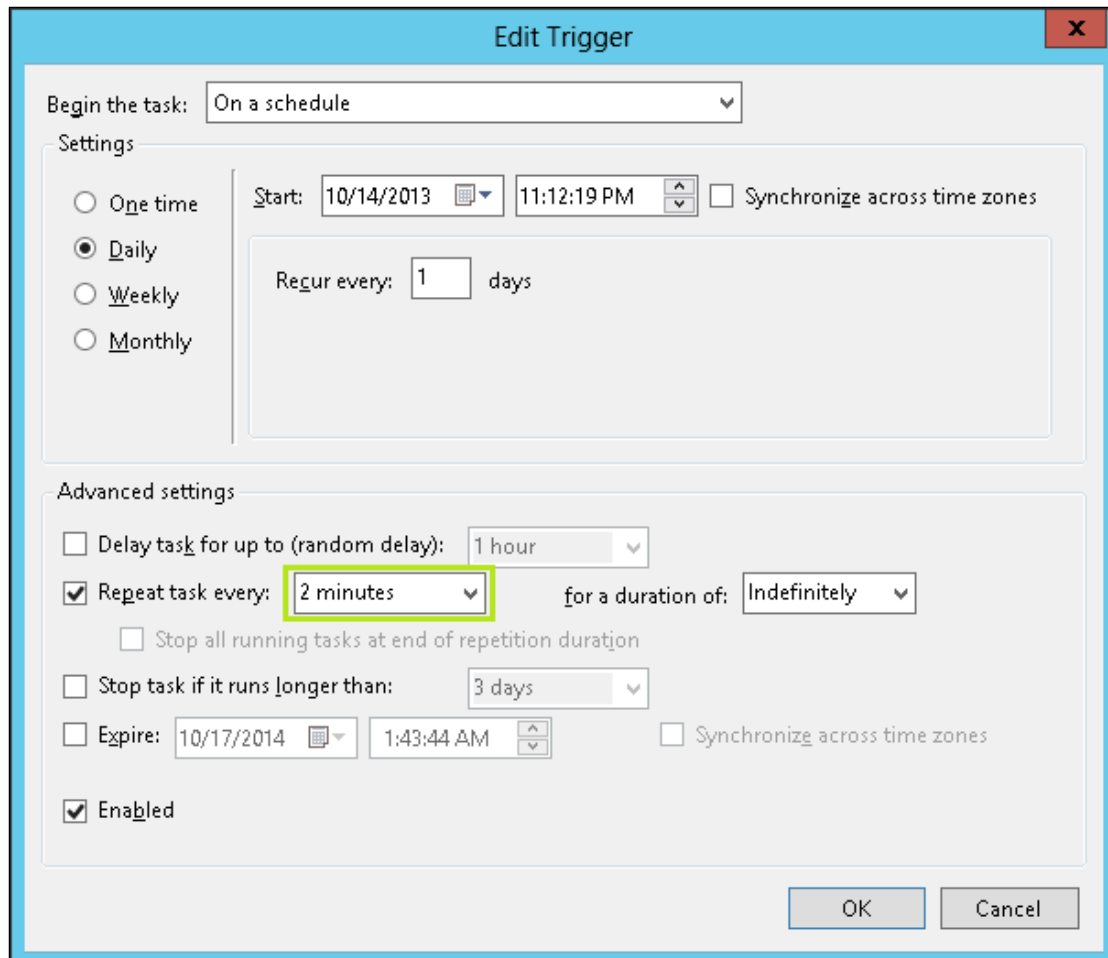 Edit Trigger
x
Begin the task: On a schedule
Settings
One time
Start: 10/14/2013 11:12:19 PM Synchronize across time zones
Daily
Recur every: 1 days
Weekly
Monthly
Advanced settings
Delay task for up to (random delay): 1 hour
Repeat task every: 2 minutes for a duration of: Indefinitely
Stop all running tasks at end of repetition duration
Stop task if it runs longer than: 3 days
Expire: 10/17/2014 1:43:44 AM Synchronize across time zones
Enabled
OK Cancel